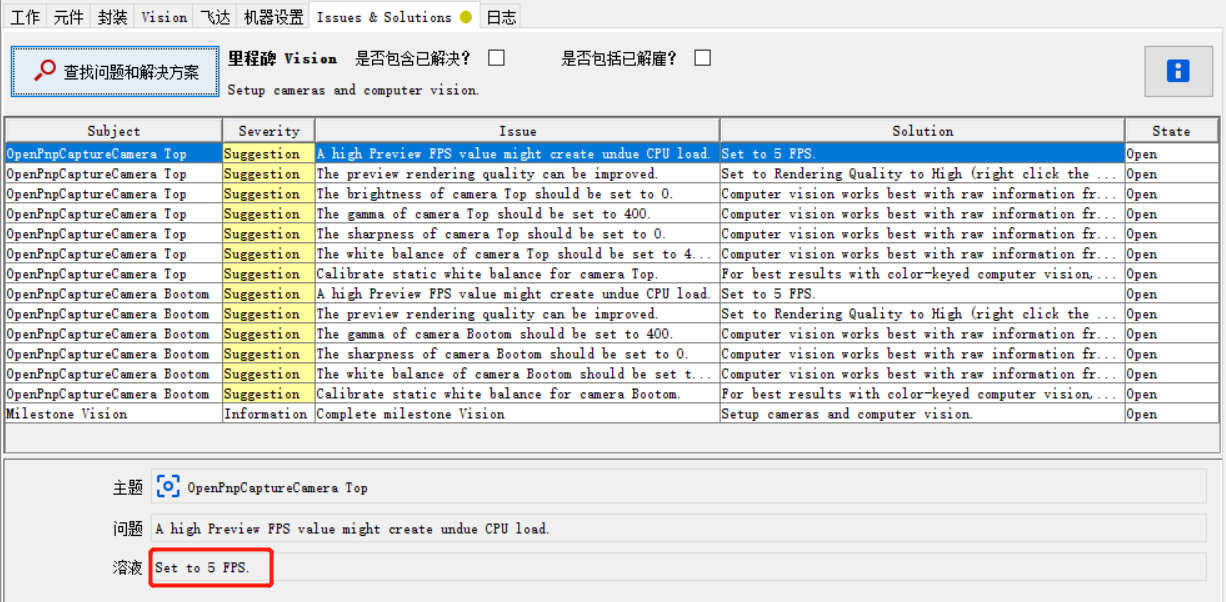 工作 元件 封装 Vision 飞达 机器设置 Issues & Solutions 日志
查找问题和解决方案
里程碑 Vision 是否包含已解决? 是否包括已解雇?
Setup cameras and computer vision.
Subject Severity Issue Solution State
OpenPnpCaptureCamera Top Suggestion A high Preview FPS value might create undue CPU load. Set to 5 FPS. Open
OpenPnpCaptureCamera Top Suggestion The preview rendering quality can be improved. Set to Rendering Quality to High (right click the ... Open
OpenPnpCaptureCamera Top Suggestion The brightness of camera Top should be set to 0. Computer vision works best with raw information fr... Open
OpenPnpCaptureCamera Top Suggestion The gamma of camera Top should be set to 400. Computer vision works best with raw information fr... Open
OpenPnpCaptureCamera Top Suggestion The sharpness of camera Top should be set to 0. Computer vision works best with raw information fr... Open
OpenPnpCaptureCamera Top Suggestion The white balance of camera Top should be set to 4... Computer vision works best with raw information fr... Open
OpenPnpCaptureCamera Top Suggestion Calibrate static white balance for camera Top. For best results with color-keyed computer vision, ... Open
OpenPnpCaptureCamera Bootom Suggestion A high Preview FPS value might create undue CPU load. Set to 5 FPS. Open
OpenPnpCaptureCamera Bootom Suggestion The preview rendering quality can be improved. Set to Rendering Quality to High (right click the ... Open
OpenPnpCaptureCamera Bootom Suggestion The gamma of camera Bootom should be set to 400. Computer vision works best with raw information fr... Open
OpenPnpCaptureCamera Bootom Suggestion The sharpness of camera Bootom should be set to 0. Computer vision works best with raw information fr... Open
OpenPnpCaptureCamera Bootom Suggestion The white balance of camera Bootom should be set t... Computer vision works best with raw information fr... Open
OpenPnpCaptureCamera Bootom Suggestion Calibrate static white balance for camera Bootom. For best results with color-keyed computer vision, ... Open
Milestone Vision Information Complete milestone Vision Setup cameras and computer vision. Open
主题 OpenPnpCaptureCamera Top
问题 A high Preview FPS value might create undue CPU load.
溶液 Set to 5 FPS.